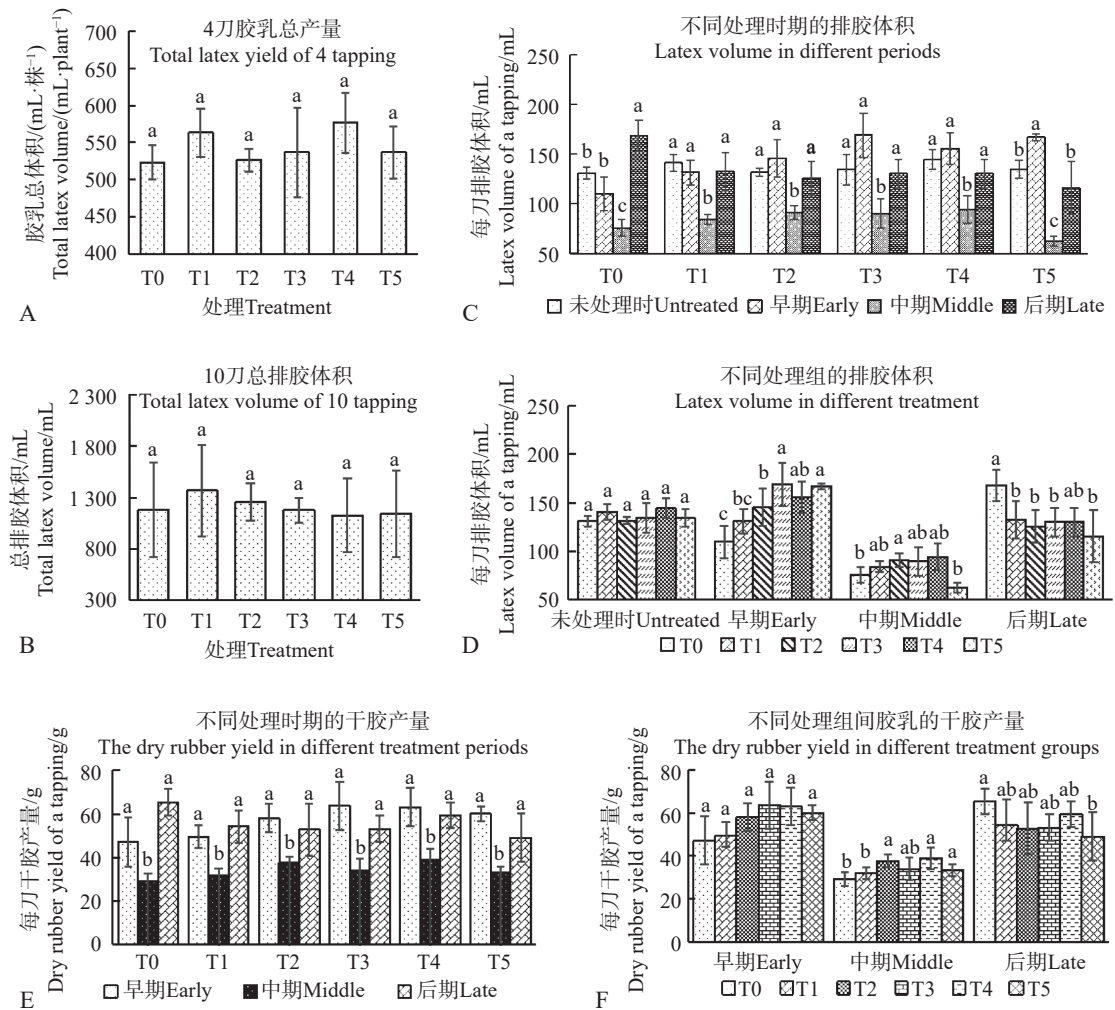 4刀胶乳总产量
Total latex yield of 4 tapping
胶乳总体积/(mL·株⁻¹)
Total latex volume/(mL·plant⁻¹)
700
650
600
550
500
450
400
a a a a a a
T0 T1 T2 T3 T4 T5
处理Treatment
A
不同处理时期的排胶体积
Latex volume in different periods
每刀排胶体积/mL
Latex volume of a tapping/mL
250
200
150
100
50
b b c a
a a b a
a a b a
a a b a
a a b a
b a c b
T0 T1 T2 T3 T4 T5
未处理时Untreated 早期Early 中期Middle 后期Late
C
10刀总排胶体积
Total latex volume of 10 tapping
总排胶体积/mL
Total latex volume/mL
2 300
1 800
1 300
800
300
a a a a a a
T0 T1 T2 T3 T4 T5
处理Treatment
B
不同处理组的排胶体积
Latex volume in different treatment
每刀排胶体积/mL
Latex volume of a tapping/mL
250
200
150
100
50
a a a a a a
c bc b a ab a
b ab a ab ab b
a b b b ab b
未处理时Untreated 早期Early 中期Middle 后期Late
T0 T1 T2 T3 T4 T5
D
不同处理时期的干胶产量
The dry rubber yield in different treatment periods
每刀干胶产量/g
Dry rubber yield of a tapping/g
80
60
40
20
0
a b a
a b a
a b a
a b a
a b a
a b a
T0 T1 T2 T3 T4 T5
早期Early 中期Middle 后期Late
E
不同处理组间胶乳的干胶产量
The dry rubber yield in different treatment groups
每刀干胶产量/g
Dry rubber yield of a tapping/g
80
60
40
20
0
a a a a a a
b b a ab a a
a ab ab ab ab b
早期Early 中期Middle 后期Late
T0 T1 T2 T3 T4 T5
F